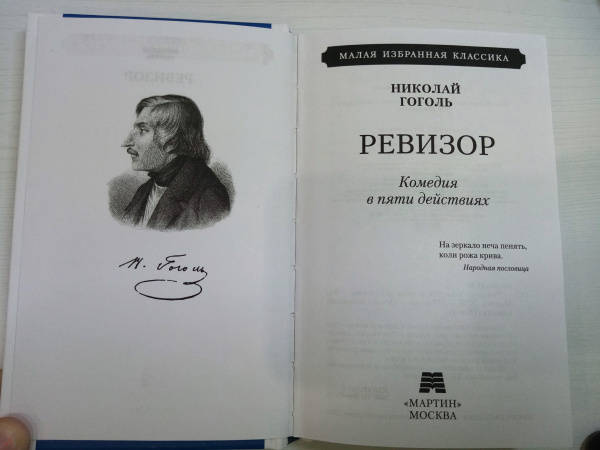 РЕВИЗОР
Н. Гоголь
МАЛАЯ ИЗБРАННАЯ КЛАССИКА
НИКОЛАЙ
ГОГОЛЬ
РЕВИЗОР
Комедия
в пяти действиях
На зеркало неча пенять,
коли рожа крива.
Народная пословица
«МАРТИН»
МОСКВА